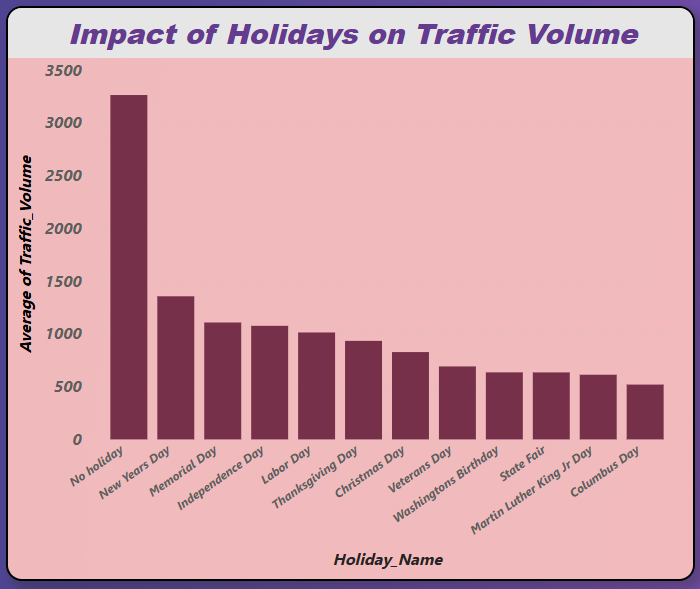 Impact of Holidays on Traffic Volume
3500
3000
2500
2000
1500
1000
500
0
Average of Traffic_Volume
No holiday
New Years Day
Memorial Day
Independence Day
Labor Day
Thanksgiving Day
Christmas Day
Veterans Day
Washingtons Birthday
State Fair
Martin Luther King Jr Day
Columbus Day
Holiday_Name